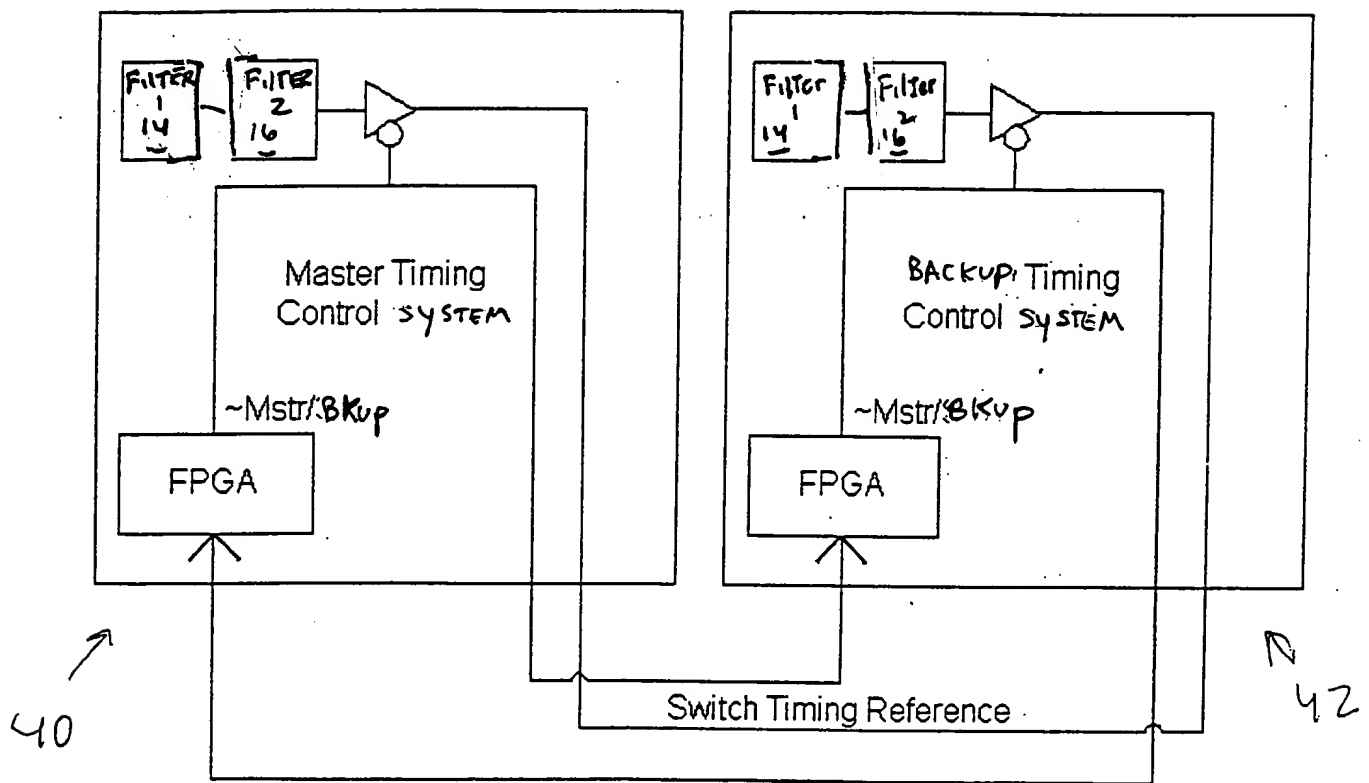 FILTER
1
14
FILTER
2
16
Filter
1
14
Filter
2
16
Master Timing
Control SYSTEM
BACKUP Timing
Control SYSTEM
~Mstr/BKup
~Mstr/BKup
FPGA
FPGA
40
Switch Timing Reference
42